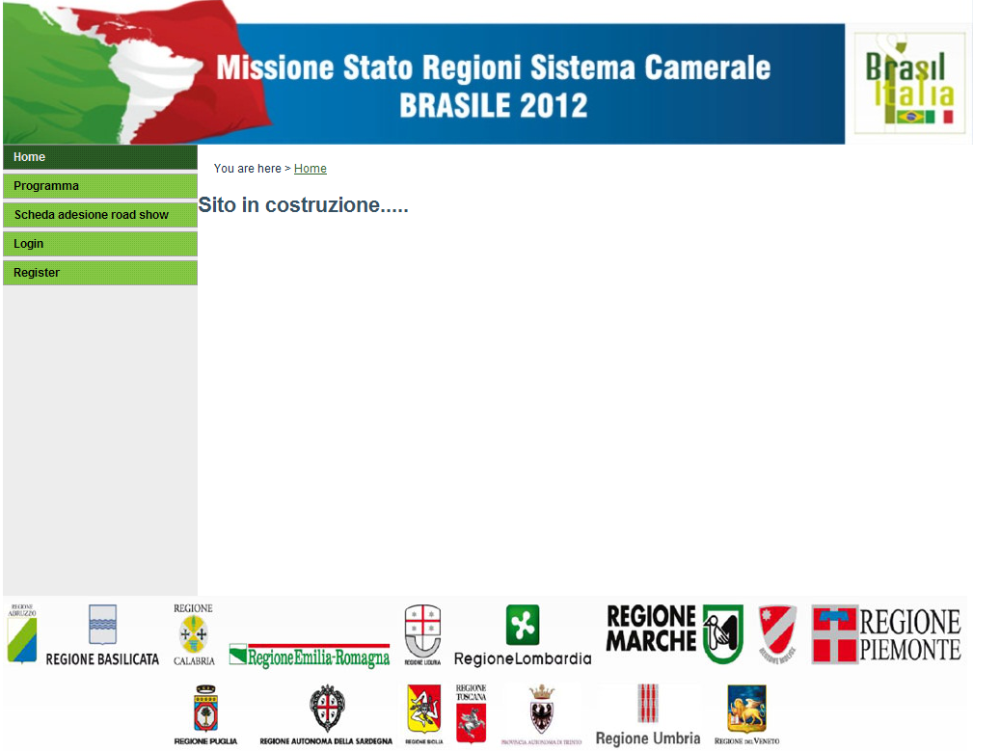 Missione Stato Regioni Sistema Camerale
BRASILE 2012
Brasil
Italia
Home
Programma
Scheda adesione road show
Login
Register
You are here > Home
Sito in costruzione.....
REGIONE
ABRUZZO
REGIONE BASILICATA
REGIONE
CALABRIA
RegioneEmilia-Romagna
REGIONE LIGURIA
RegioneLombardia
REGIONE
MARCHE
REGIONE MOLISE
REGIONE
PIEMONTE
REGIONE PUGLIA
REGIONE AUTONOMA DELLA SARDEGNA
REGIONE SICILIA
REGIONE
TOSCANA
PROVINCIA AUTONOMA DI TRENTO
Regione Umbria
REGIONE DEL VENETO